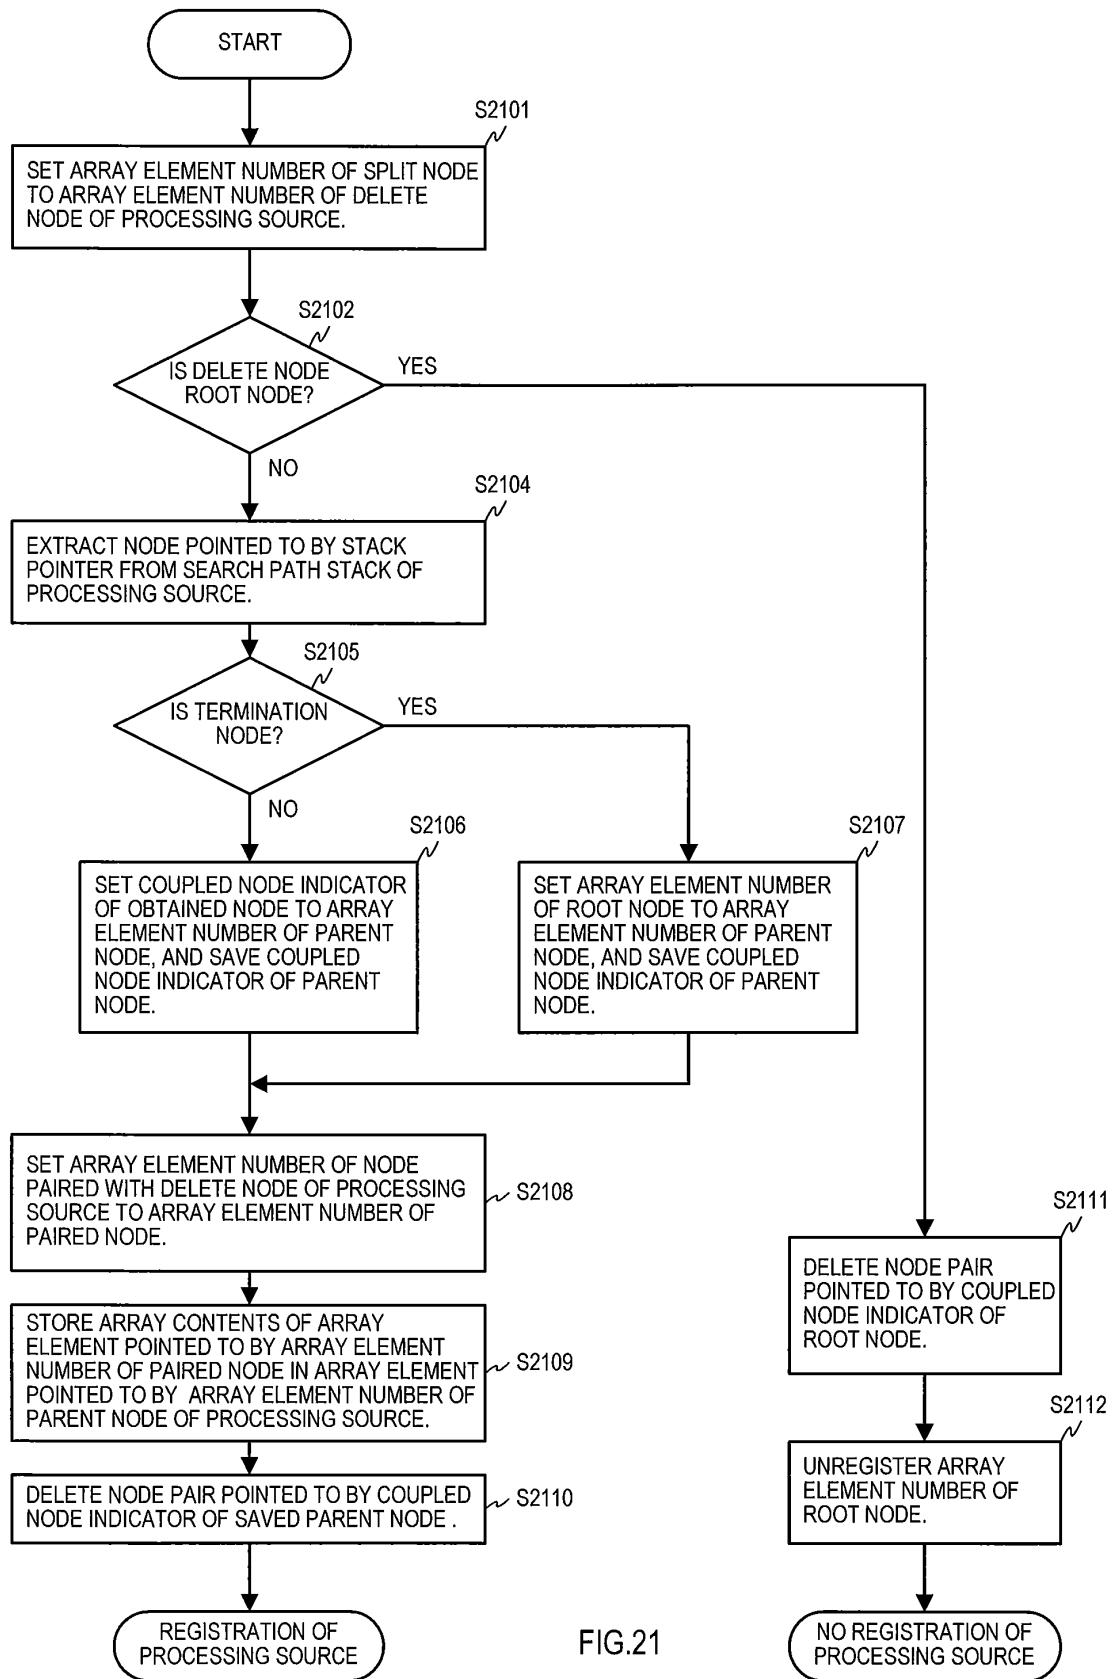 START
S2101
SET ARRAY ELEMENT NUMBER OF SPLIT NODE
TO ARRAY ELEMENT NUMBER OF DELETE
NODE OF PROCESSING SOURCE.
S2102
IS DELETE NODE
ROOT NODE?
YES
NO
S2104
EXTRACT NODE POINTED TO BY STACK
POINTER FROM SEARCH PATH STACK OF
PROCESSING SOURCE.
S2105
IS TERMINATION
NODE?
YES
NO
S2106
SET COUPLED NODE INDICATOR
OF OBTAINED NODE TO ARRAY
ELEMENT NUMBER OF PARENT
NODE, AND SAVE COUPLED
NODE INDICATOR OF PARENT
NODE.
S2107
SET ARRAY ELEMENT NUMBER
OF ROOT NODE TO ARRAY
ELEMENT NUMBER OF PARENT
NODE, AND SAVE COUPLED
NODE INDICATOR OF PARENT
NODE.
SET ARRAY ELEMENT NUMBER OF NODE
PAIRED WITH DELETE NODE OF PROCESSING
SOURCE TO ARRAY ELEMENT NUMBER OF
PAIRED NODE.
S2108
STORE ARRAY CONTENTS OF ARRAY
ELEMENT POINTED TO BY ARRAY ELEMENT
NUMBER OF PAIRED NODE IN ARRAY ELEMENT
POINTED TO BY ARRAY ELEMENT NUMBER OF
PARENT NODE OF PROCESSING SOURCE.
S2109
DELETE NODE PAIR POINTED TO BY COUPLED
NODE INDICATOR OF SAVED PARENT NODE .
S2110
REGISTRATION OF
PROCESSING SOURCE
S2111
DELETE NODE PAIR
POINTED TO BY COUPLED
NODE INDICATOR OF
ROOT NODE.
S2112
UNREGISTER ARRAY
ELEMENT NUMBER OF
ROOT NODE.
NO REGISTRATION OF
PROCESSING SOURCE
FIG.21